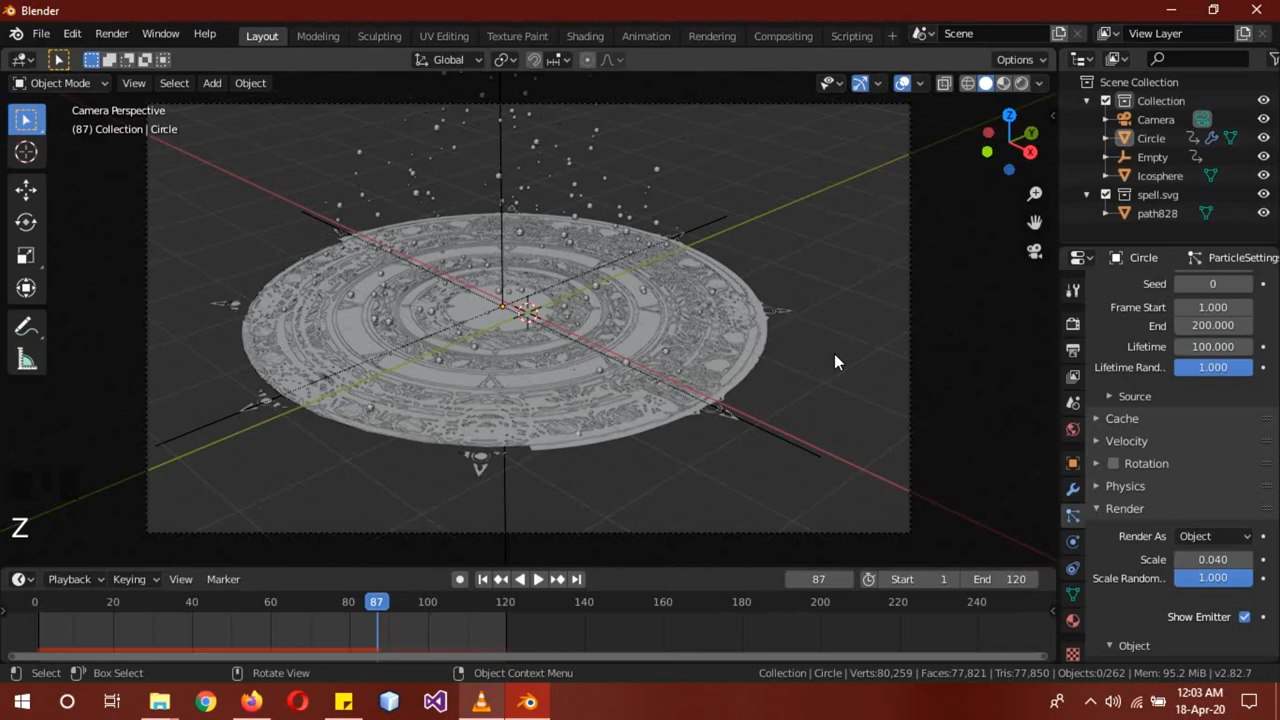 Blender
File Edit Render Window Help
Layout Modeling Sculpting UV Editing Texture Paint Shading Animation Rendering Compositing Scripting +
Scene
View Layer
Global
Options
Object Mode
View Select Add Object
Camera Perspective
(87) Collection | Circle
Z
Y
X
Z
Scene Collection
Collection
Camera
Circle
Empty
Icosphere
spell.svg
path828
Circle
ParticleSetting
Seed 0
Frame Start 1.000
End 200.000
Lifetime 100.000
Lifetime Rand.. 1.000
Source
Cache
Velocity
Rotation
Physics
Render
Render As Object
Scale 0.040
Scale Random.. 1.000
Show Emitter
Object
Playback Keying View Marker
87
Start 1
End 120
0 20 40 60 80 87 100 120 140 160 180 200 220 240
Select Box Select Rotate View Object Context Menu
Collection | Circle | Verts:80,259 | Faces:77,821 | Tris:77,850 | Objects:0/262 | Mem: 95.2 MiB | v2.82.7
12:03 AM
18-Apr-20